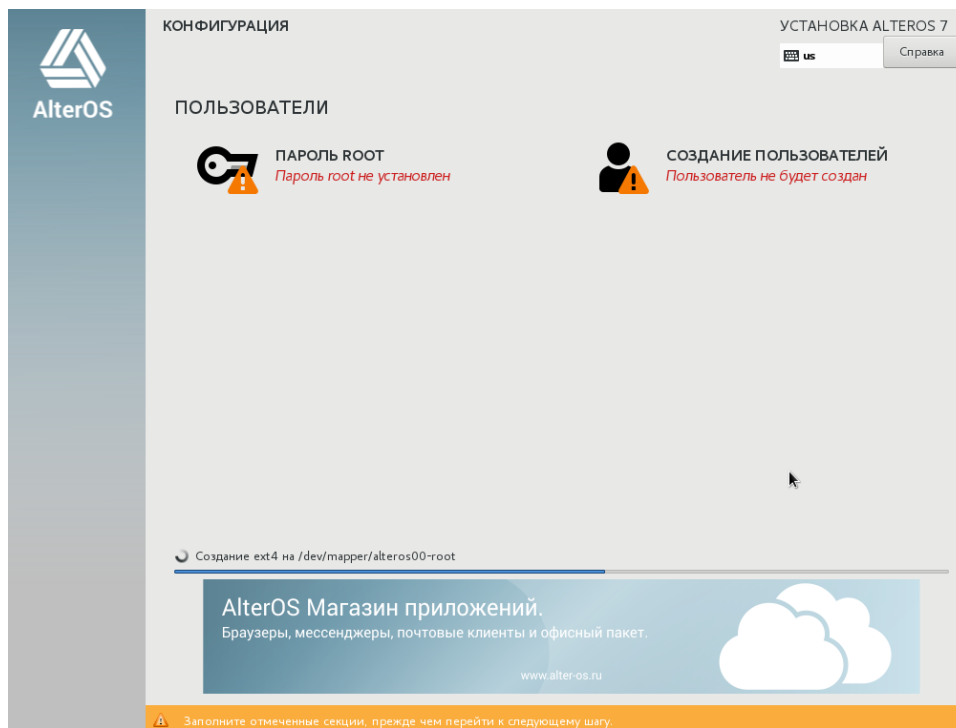 КОНФИГУРАЦИЯ
УСТАНОВКА ALTEROS 7
us
Справка
AlterOS
ПОЛЬЗОВАТЕЛИ
ПАРОЛЬ ROOT
Пароль root не установлен
СОЗДАНИЕ ПОЛЬЗОВАТЕЛЕЙ
Пользователь не будет создан
Создание ext4 на /dev/mapper/alteros00-root
AlterOS Магазин приложений.
Браузеры, мессенджеры, почтовые клиенты и офисный пакет.
www.alter-os.ru
Заполните отмеченные секции, прежде чем перейти к следующему шагу.